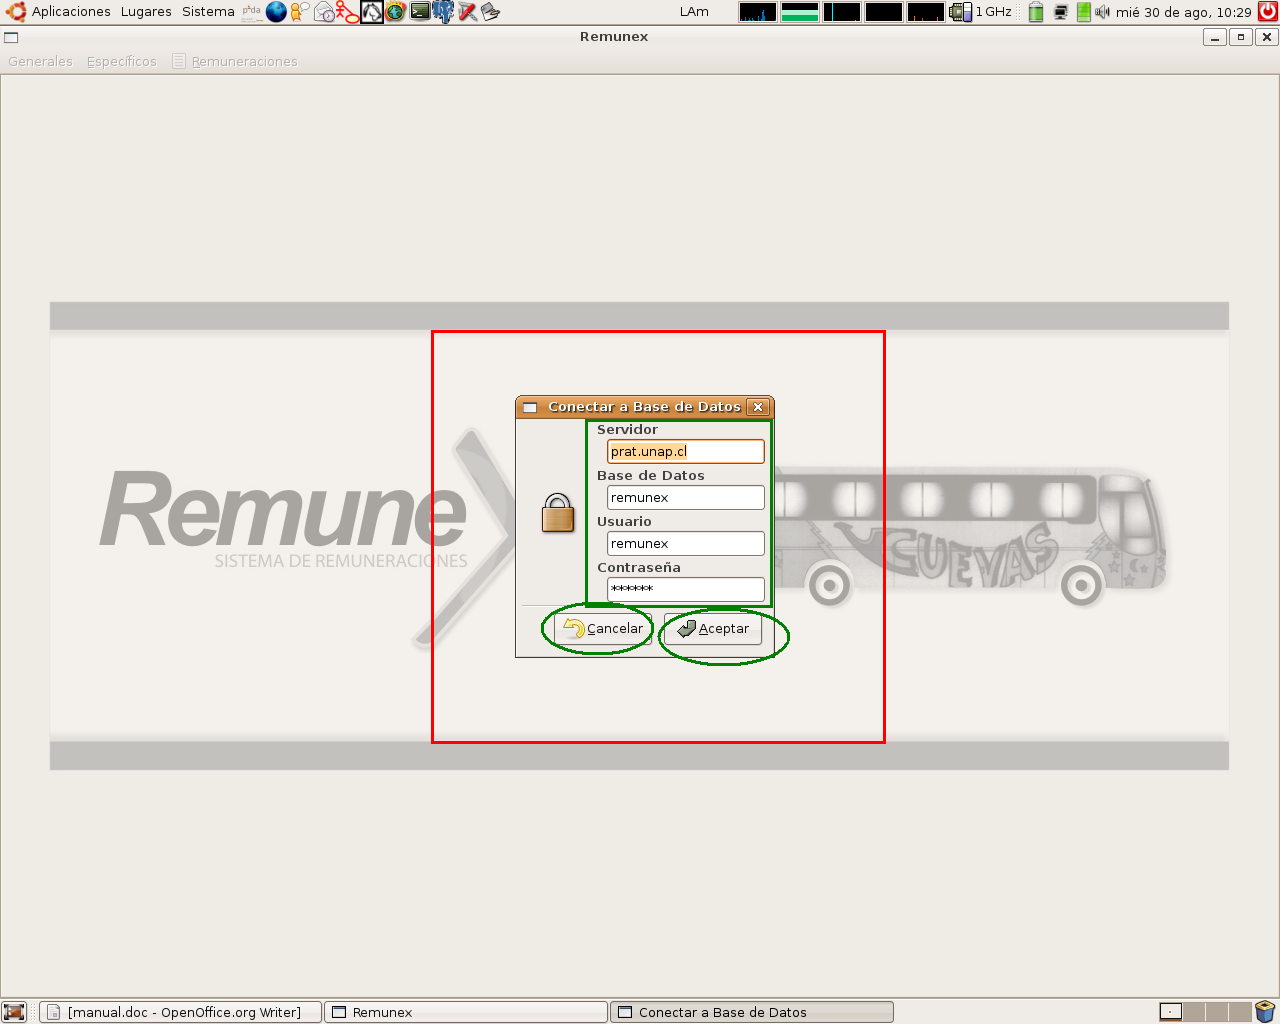 Aplicaciones Lugares Sistema LAm 1 GHz mié 30 de ago, 10:29
Remunex
Generales Específicos Remuneraciones
Conectar a Base de Datos
Servidor
prat.unap.cl
Base de Datos
remunex
Usuario
remunex
Contraseña
*******
Cancelar Aceptar
Remune
SISTEMA DE REMUNERACIONES
CUEVAS
[manual.doc - OpenOffice.org Writer] Remunex Conectar a Base de Datos